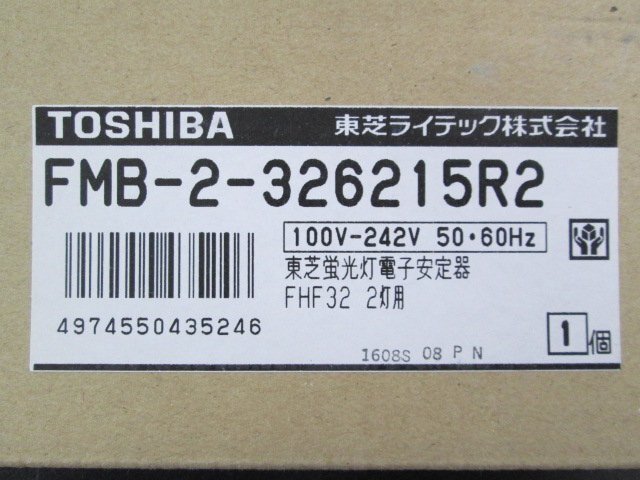 TOSHIBA 東芝ライテック株式会社
FMB-2-326215R2
100V-242V 50・60Hz
東芝蛍光灯電子安定器
FHF32 2灯用
4974550435246
1個
1608S 08 P N